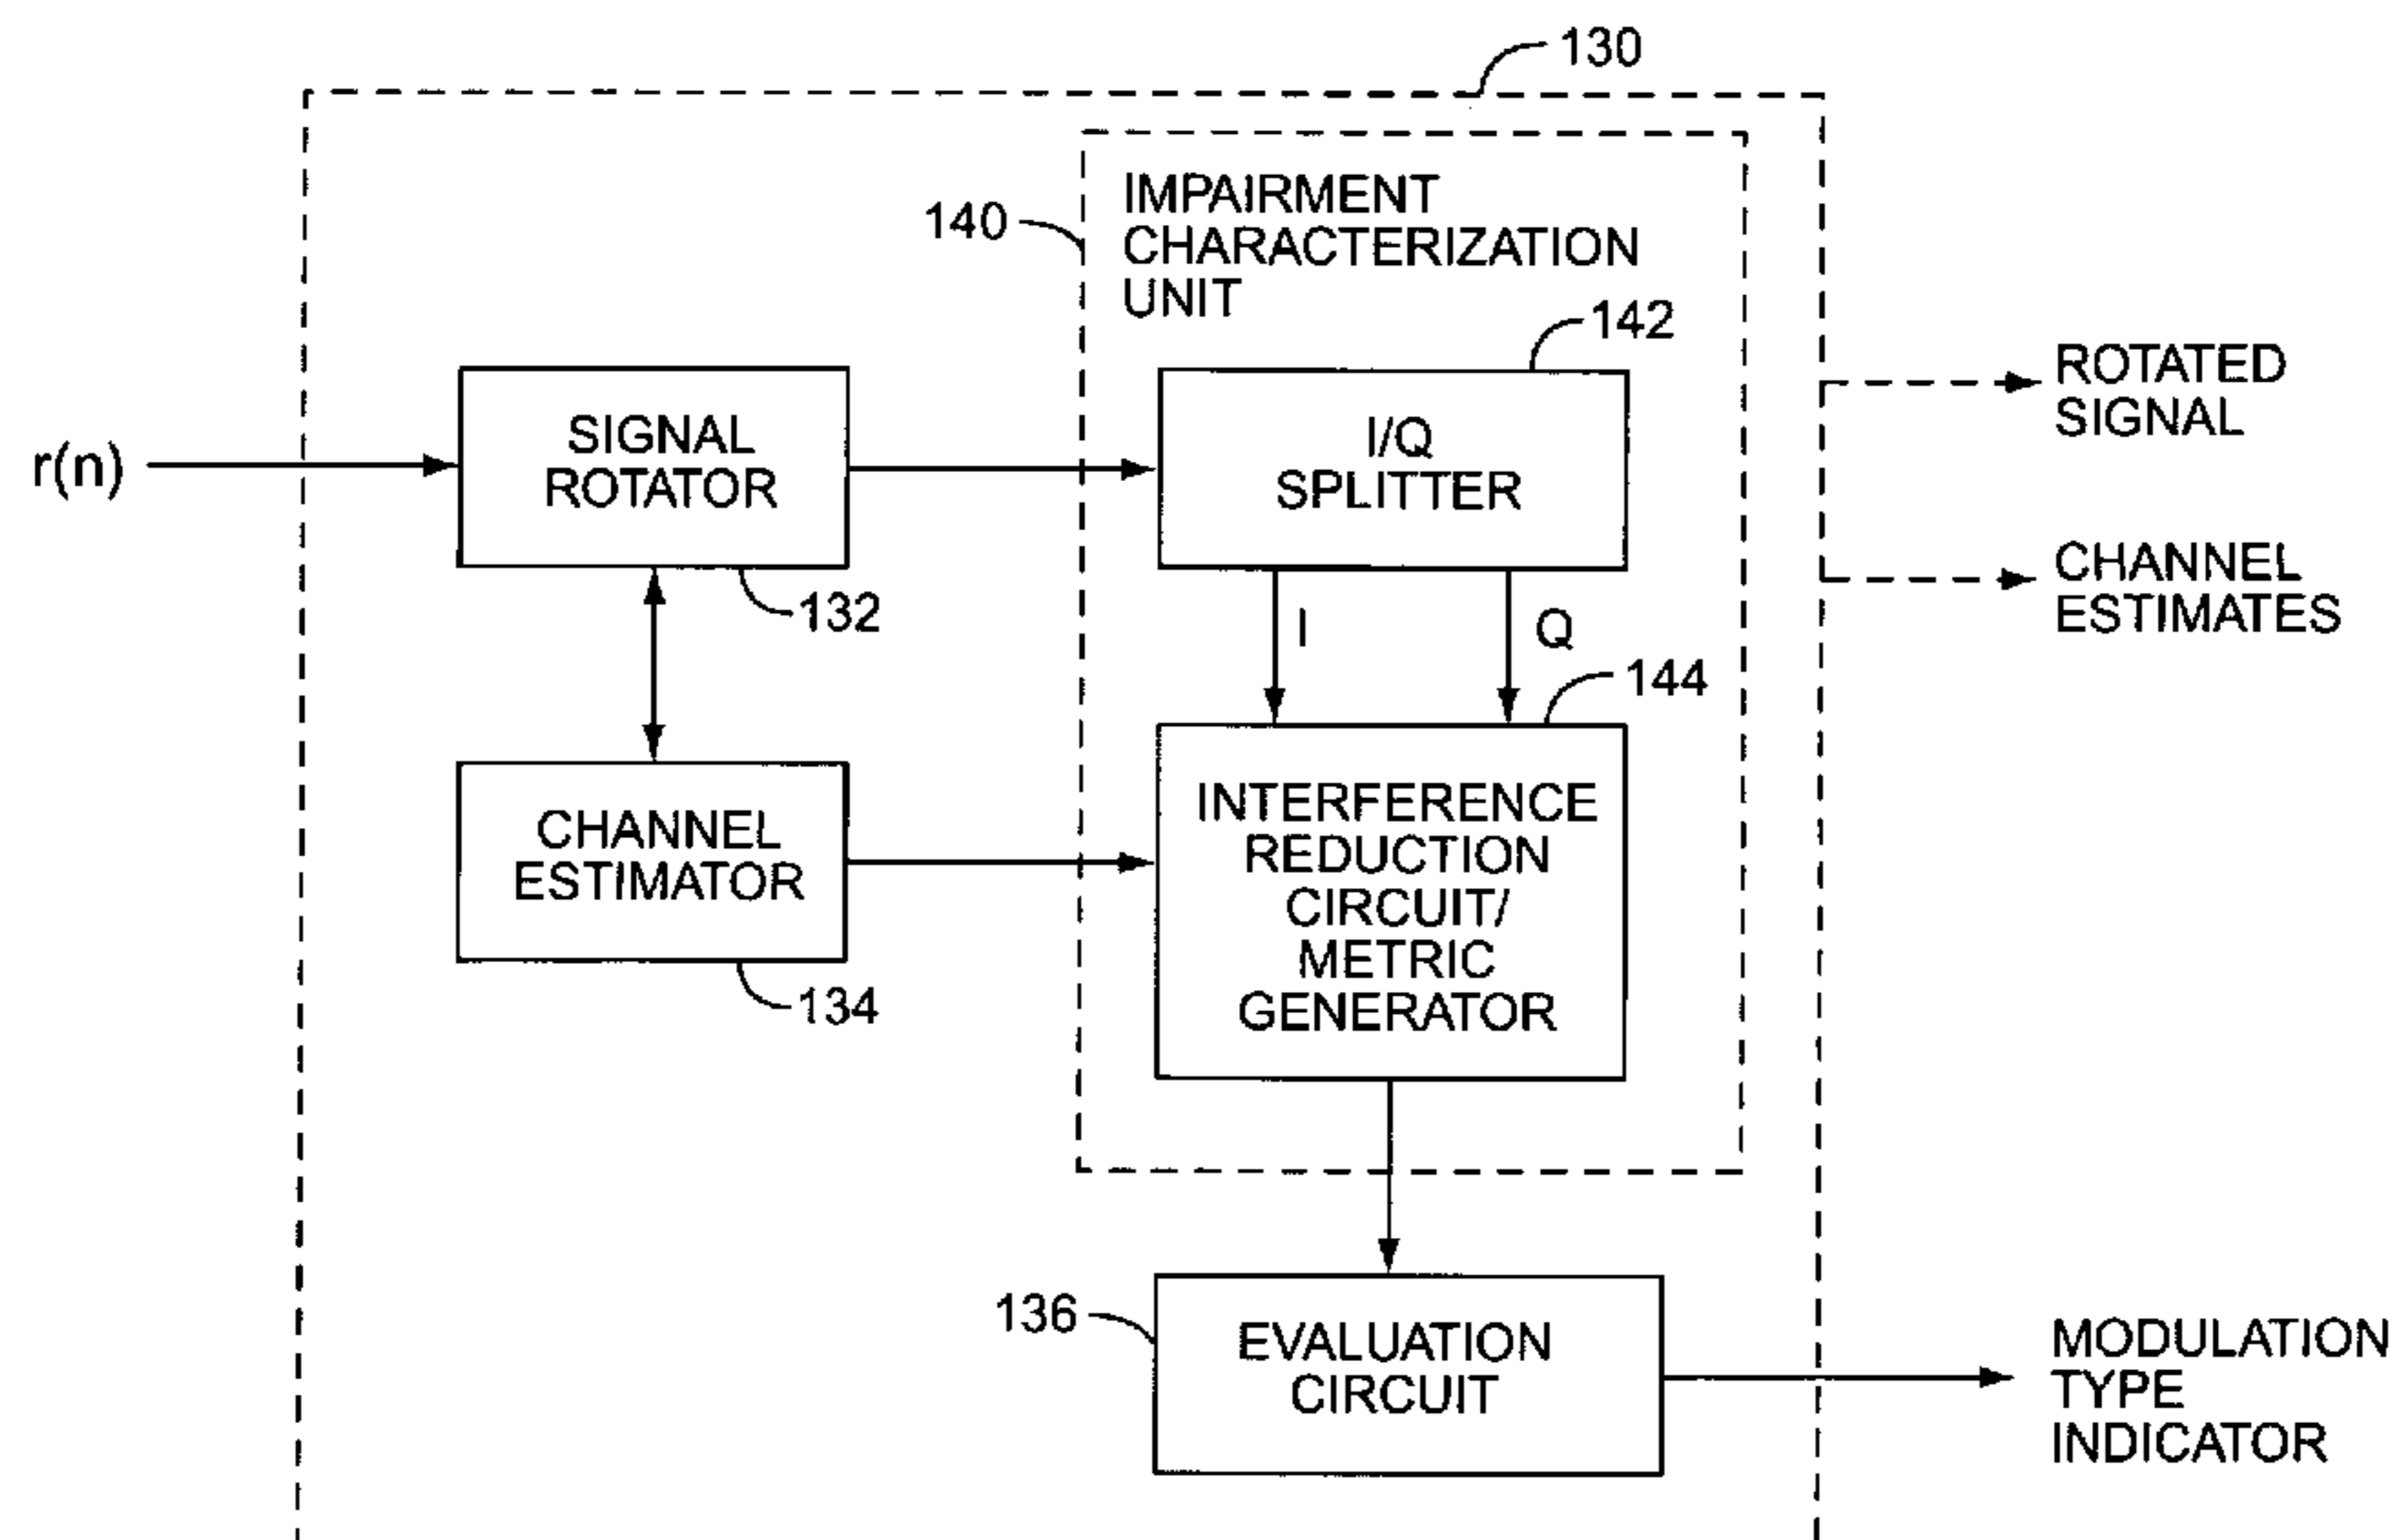 130
IMPAIRMENT
CHARACTERIZATION
UNIT
140
142
ROTATED
SIGNAL
r(n)
SIGNAL
ROTATOR
I/Q
SPLITTER
132
I
Q
CHANNEL
ESTIMATES
144
CHANNEL
ESTIMATOR
134
INTERFERENCE
REDUCTION
CIRCUIT/
METRIC
GENERATOR
136
EVALUATION
CIRCUIT
MODULATION
TYPE
INDICATOR